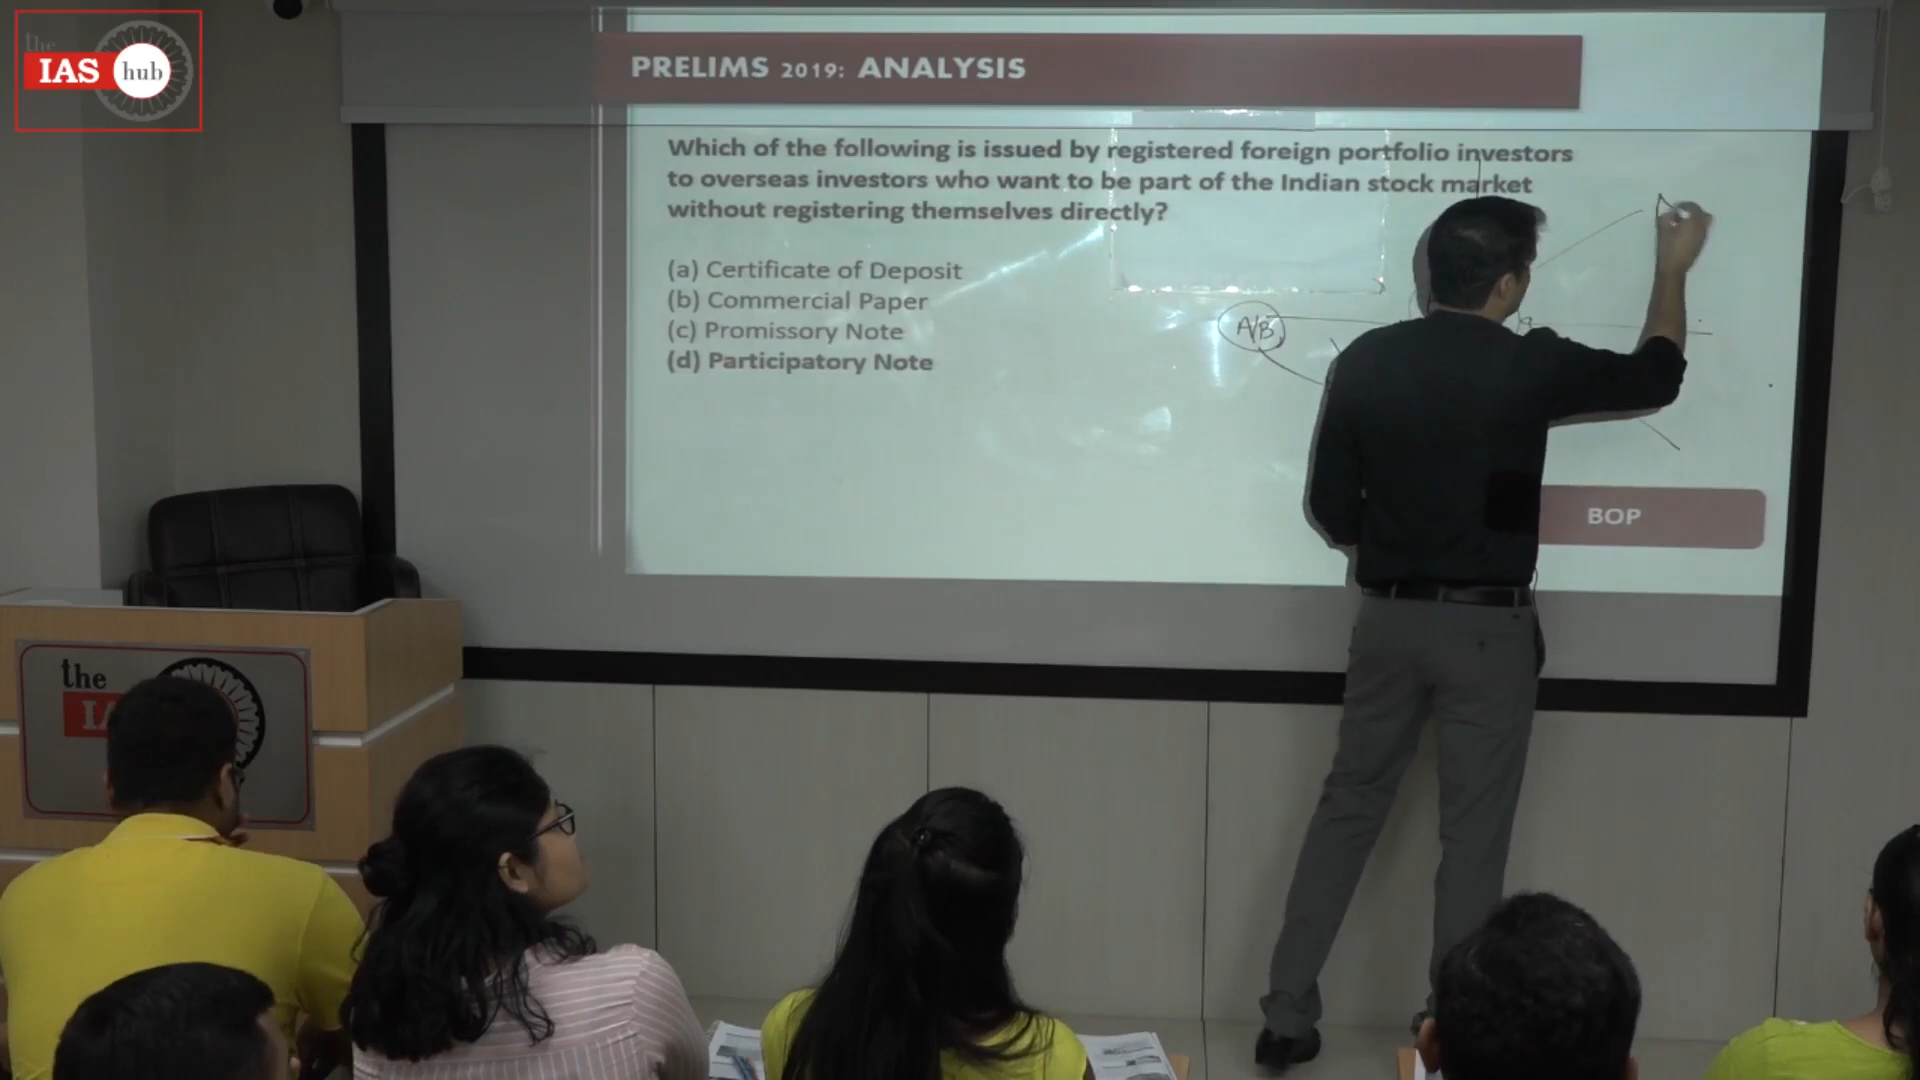 the
IAS hub
PRELIMS 2019: ANALYSIS
Which of the following is issued by registered foreign portfolio investors
to overseas investors who want to be part of the Indian stock market
without registering themselves directly?
(a) Certificate of Deposit
(b) Commercial Paper
(c) Promissory Note
(d) Participatory Note
A/B
BOP
the